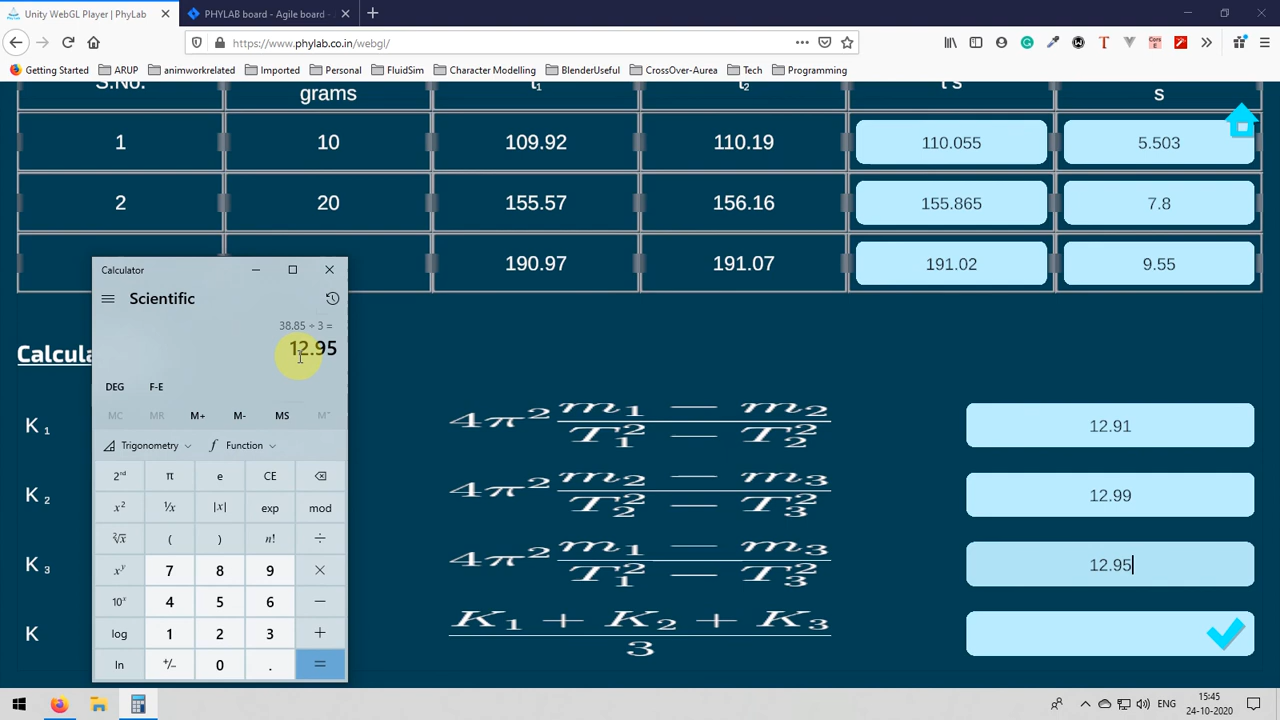 Unity WebGL Player | PhyLab
PHYLAB board - Agile board -
https://www.phylab.co.in/webgl/
Getting Started ARUP animworkrelated Imported Personal FluidSim Character Modelling BlenderUseful CrossOver-Aurea Tech Programming
S.No. grams t₁ t₂ t s s
1 10 109.92 110.19 110.055 5.503
2 20 155.57 156.16 155.865 7.8
190.97 191.07 191.02 9.55
Calcula
Calculator
Scientific
38.85 ÷ 3 =
12.95
DEG F-E
MC MR M+ M- MS
Trigonometry Function
2ⁿᵈ π e CE
x² ¹/x |x| exp mod
²√x ( ) n! ÷
xʸ 7 8 9 ×
10ˣ 4 5 6 −
log 1 2 3 +
ln +/− 0 . =
K ₁ 4π² (m₁ − m₂)/(T₁² − T₂²) 12.91
K ₂ 4π² (m₂ − m₃)/(T₂² − T₃²) 12.99
K ₃ 4π² (m₁ − m₃)/(T₁² − T₃²) 12.95
K (K₁ + K₂ + K₃)/3
ENG
15:45
24-10-2020